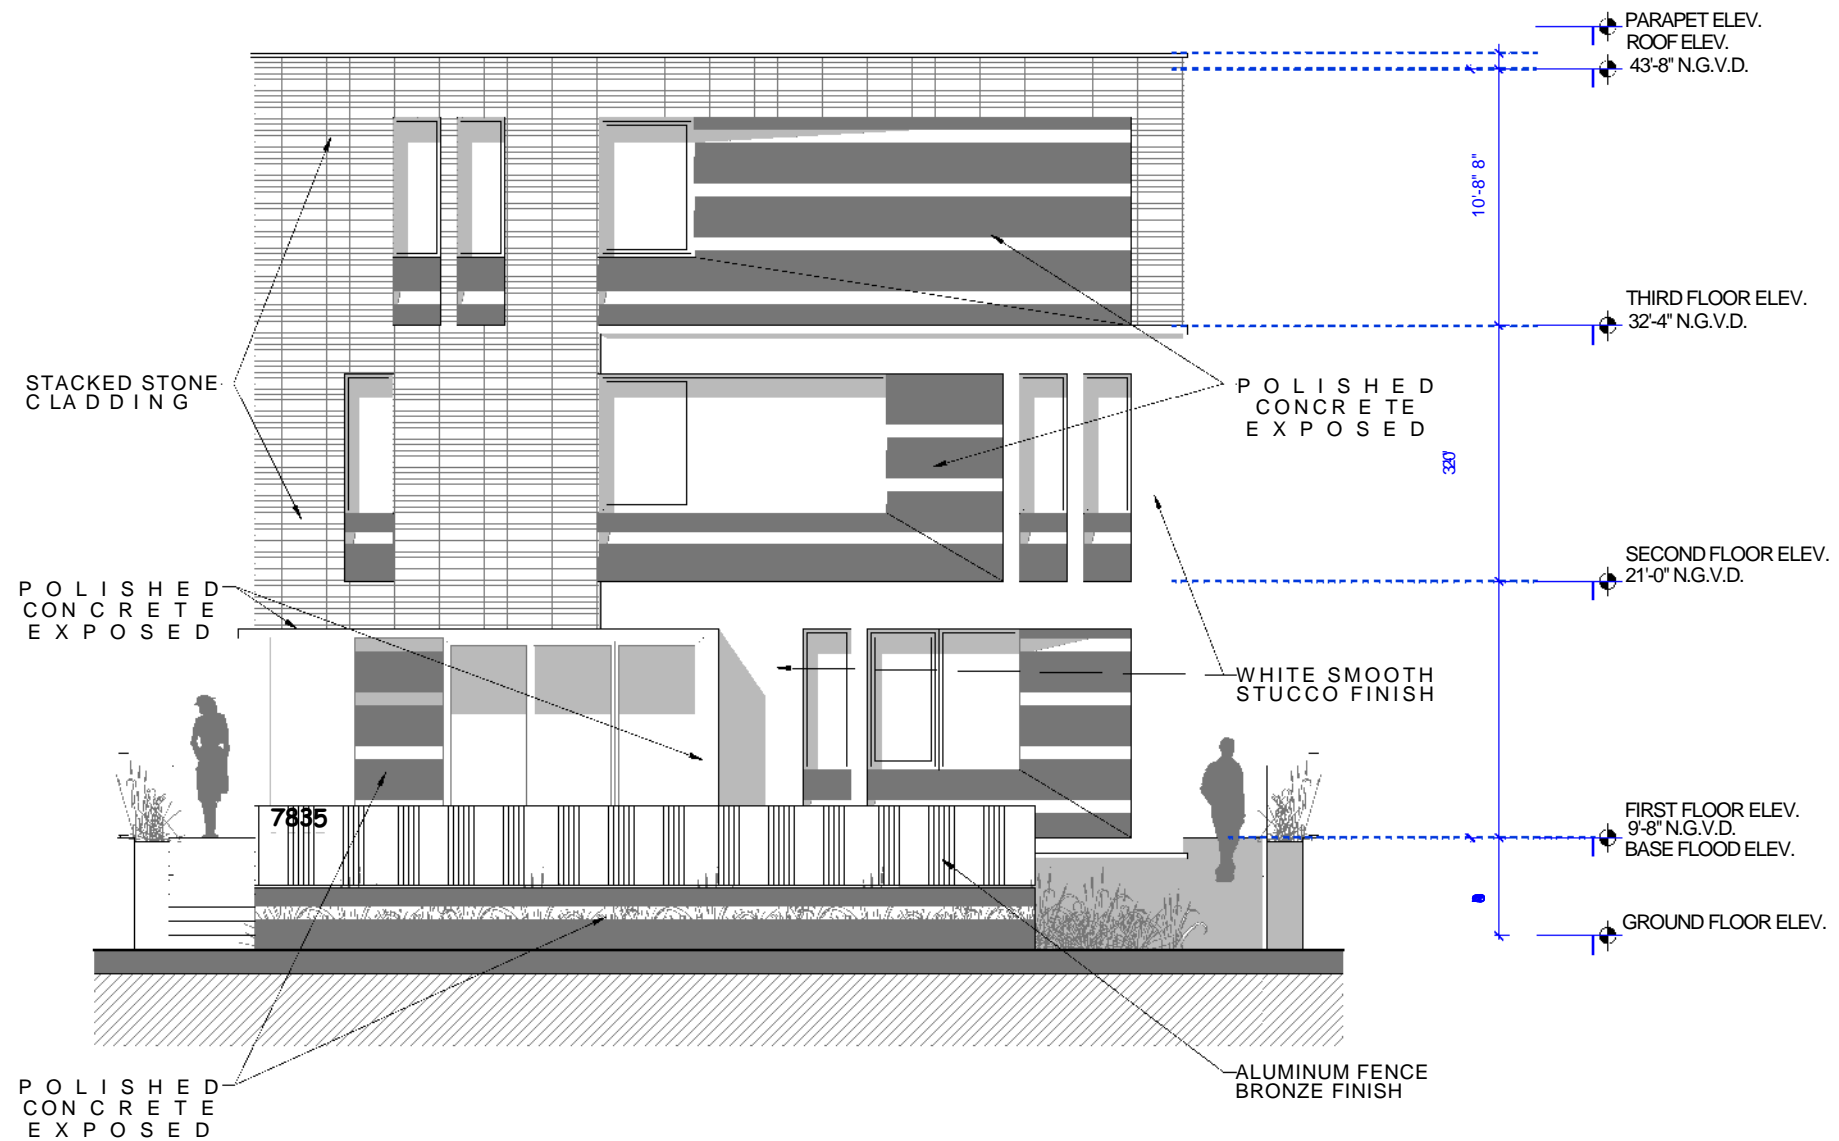 PARAPET ELEV.
ROOF ELEV.
43'-8" N.G.V.D.
10'-8" 8"
THIRD FLOOR ELEV.
32'-4" N.G.V.D.
STACKED STONE
CLADDING
POLISHED
CONCRETE
EXPOSED
SECOND FLOOR ELEV.
21'-0" N.G.V.D.
POLISHED
CONCRETE
EXPOSED
WHITE SMOOTH
STUCCO FINISH
7835
FIRST FLOOR ELEV.
9'-8" N.G.V.D.
BASE FLOOD ELEV.
GROUND FLOOR ELEV.
ALUMINUM FENCE
BRONZE FINISH
POLISHED
CONCRETE
EXPOSED